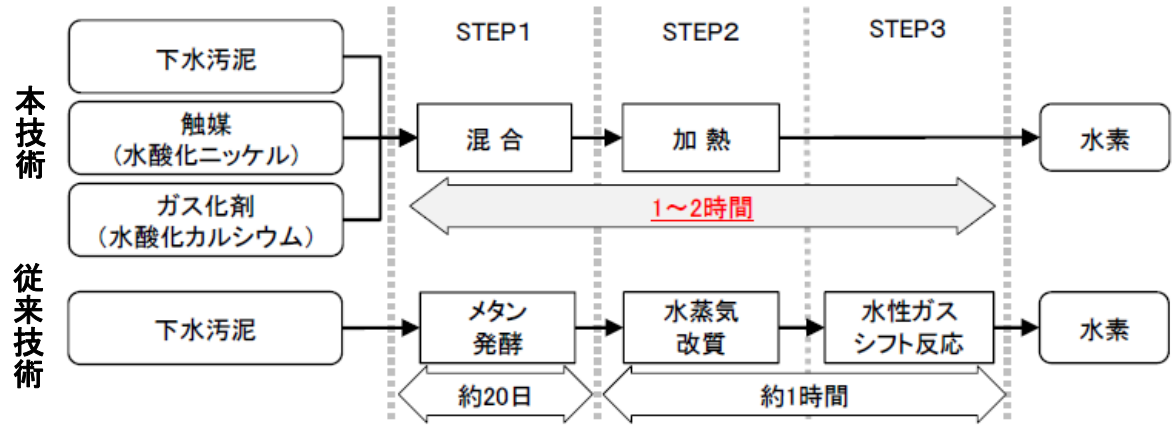 STEP1
STEP2
STEP3
本技術
下水汚泥
触媒
(水酸化ニッケル)
ガス化剤
(水酸化カルシウム)
混合
加熱
水素
1~2時間
従来技術
下水汚泥
メタン
発酵
水蒸気
改質
水性ガス
シフト反応
水素
約20日
約1時間